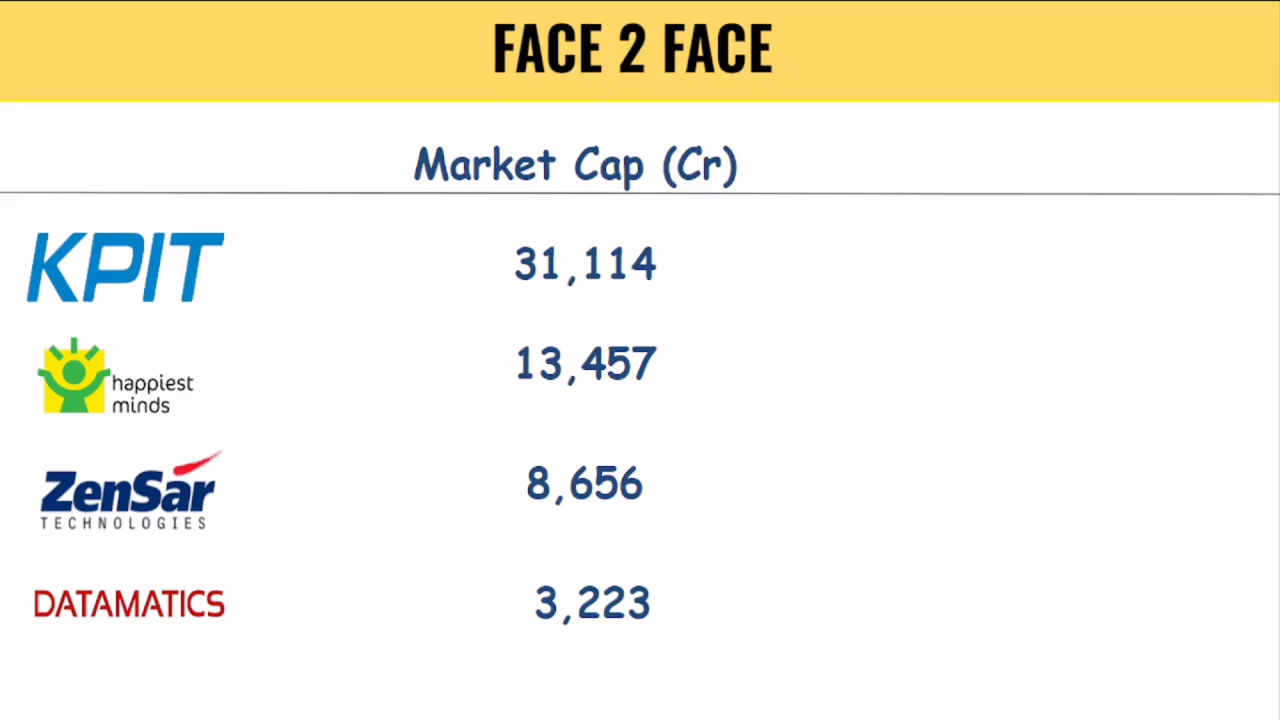 FACE 2 FACE
Market Cap (Cr)
KPIT 31,114
happiest minds 13,457
ZenSar TECHNOLOGIES 8,656
DATAMATICS 3,223